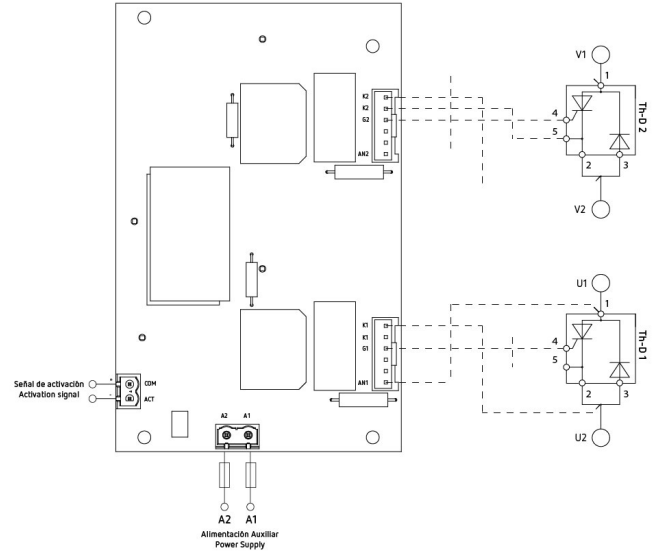 V1
1
K2
K2
G2
AN2
4
5
Th-D 2
2
3
V2
U1
1
K1
K1
G1
AN1
4
5
Th-D 1
2
3
U2
Señal de activación
Activation signal
+
-
COM
ACT
A2 A1
A2 A1
Alimentación Auxiliar
Power Supply